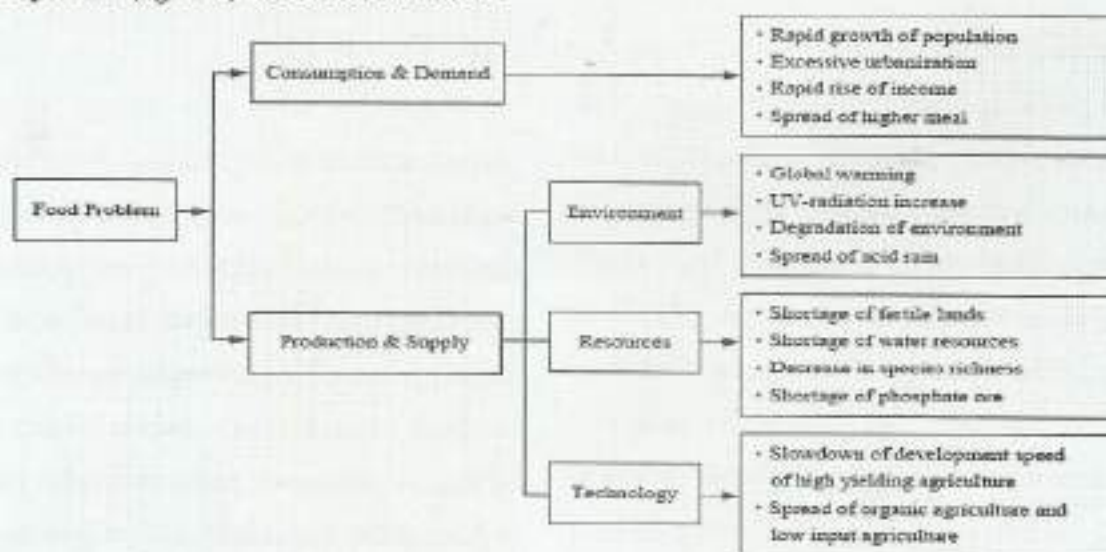 Consumption & Demand
• Rapid growth of population
• Excessive urbanization
• Rapid rise of income
• Spread of higher meal
Food Problem
Environment
• Global warming
• UV-radiation increase
• Degradation of environment
• Spread of acid rain
Production & Supply
Resources
• Shortage of fertile lands
• Shortage of water resources
• Decrease in species richness
• Shortage of phosphate ore
Technology
• Slowdown of development speed
of high yielding agriculture
• Spread of organic agriculture and
low input agriculture